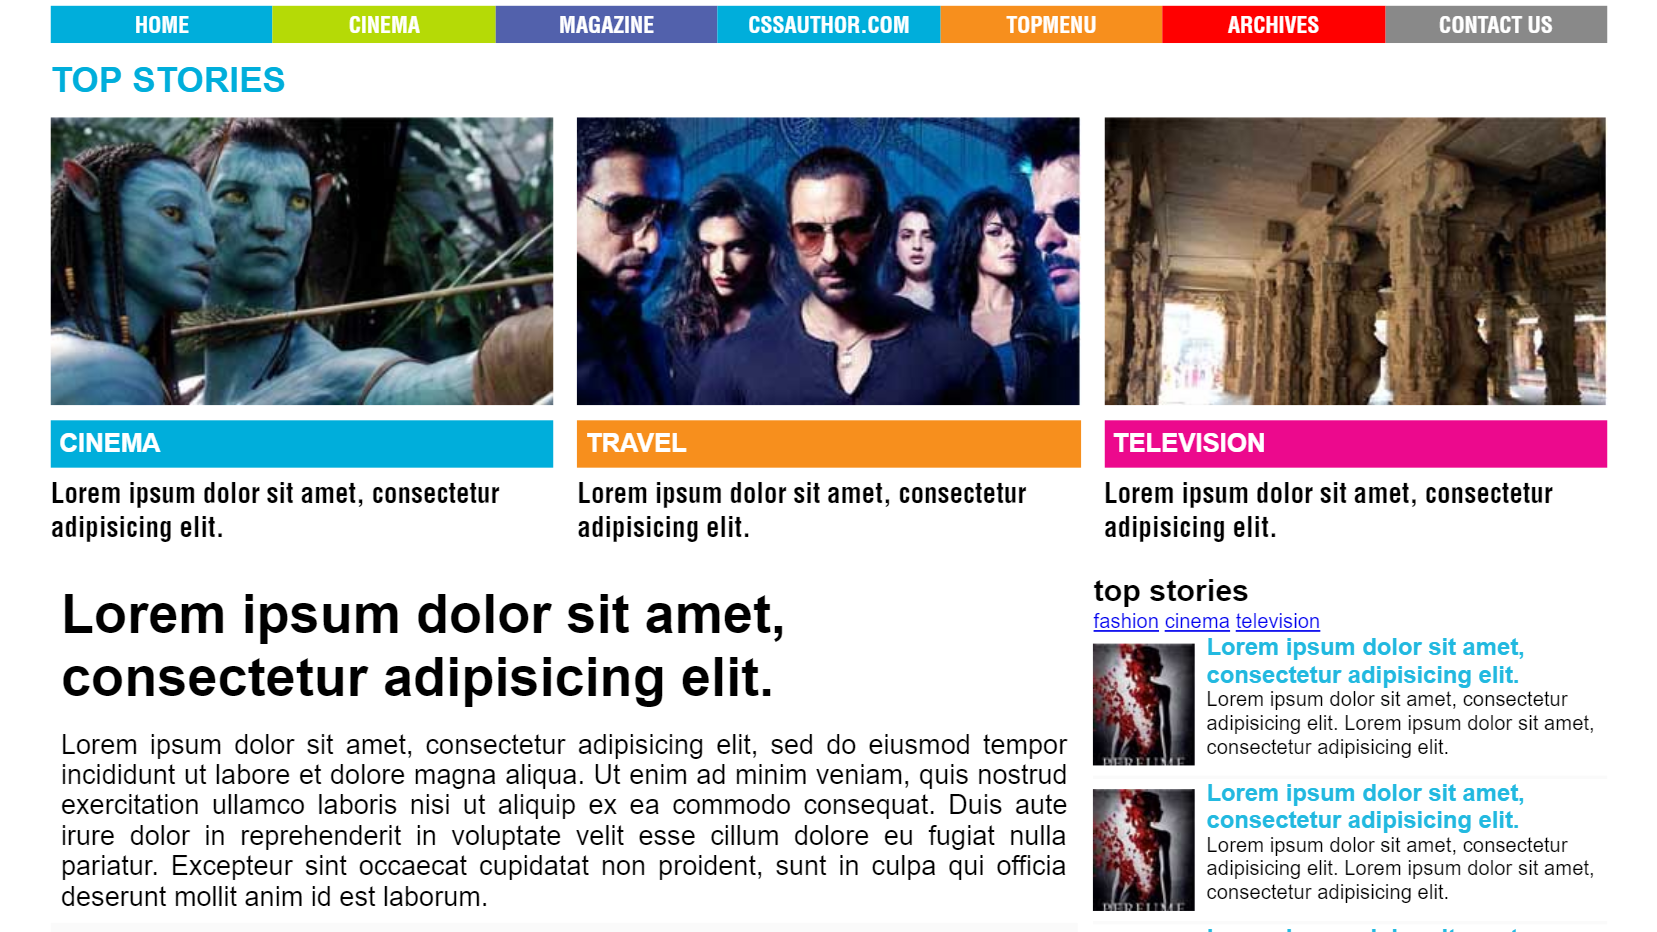 HOME CINEMA MAGAZINE CSSAUTHOR.COM TOPMENU ARCHIVES CONTACT US
TOP STORIES
CINEMA
Lorem ipsum dolor sit amet, consectetur
adipisicing elit.
TRAVEL
Lorem ipsum dolor sit amet, consectetur
adipisicing elit.
TELEVISION
Lorem ipsum dolor sit amet, consectetur
adipisicing elit.
Lorem ipsum dolor sit amet,
consectetur adipisicing elit.
Lorem ipsum dolor sit amet, consectetur adipisicing elit, sed do eiusmod tempor
incididunt ut labore et dolore magna aliqua. Ut enim ad minim veniam, quis nostrud
exercitation ullamco laboris nisi ut aliquip ex ea commodo consequat. Duis aute
irure dolor in reprehenderit in voluptate velit esse cillum dolore eu fugiat nulla
pariatur. Excepteur sint occaecat cupidatat non proident, sunt in culpa qui officia
deserunt mollit anim id est laborum.
top stories
fashion cinema television
PERFUME
Lorem ipsum dolor sit amet,
consectetur adipisicing elit.
Lorem ipsum dolor sit amet, consectetur
adipisicing elit. Lorem ipsum dolor sit amet,
consectetur adipisicing elit.
PERFUME
Lorem ipsum dolor sit amet,
consectetur adipisicing elit.
Lorem ipsum dolor sit amet, consectetur
adipisicing elit. Lorem ipsum dolor sit amet,
consectetur adipisicing elit.